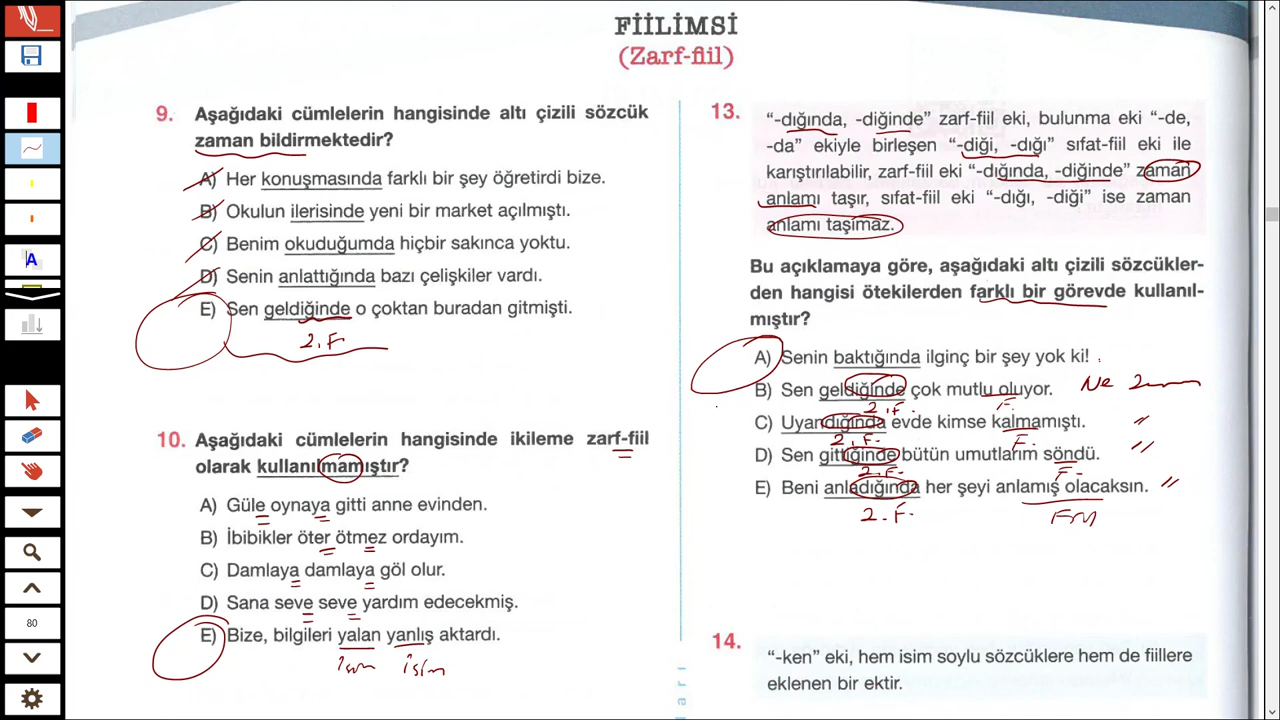 FİİLİMSİ
(Zarf-fiil)
9. Aşağıdaki cümlelerin hangisinde altı çizili sözcük
zaman bildirmektedir?
A) Her konuşmasında farklı bir şey öğretirdi bize.
B) Okulun ilerisinde yeni bir market açılmıştı.
C) Benim okuduğumda hiçbir sakınca yoktu.
D) Senin anlattığında bazı çelişkiler vardı.
E) Sen geldiğinde o çoktan buradan gitmişti.
Z.F
10. Aşağıdaki cümlelerin hangisinde ikileme zarf-fiil
olarak kullanılmamıştır?
A) Güle oynaya gitti anne evinden.
B) İbibikler öter ötmez ordayım.
C) Damlaya damlaya göl olur.
D) Sana seve seve yardım edecekmiş.
E) Bize, bilgileri yalan yanlış aktardı.
isim isim
13. "-dığında, -diğinde" zarf-fiil eki, bulunma eki "-de,
-da" ekiyle birleşen "-diği, -dığı" sıfat-fiil eki ile
karıştırılabilir, zarf-fiil eki "-dığında, -diğinde" zaman
anlamı taşır, sıfat-fiil eki "-dığı, -diği" ise zaman
anlamı taşımaz.
Bu açıklamaya göre, aşağıdaki altı çizili sözcükler-
den hangisi ötekilerden farklı bir görevde kullanıl-
mıştır?
A) Senin baktığında ilginç bir şey yok ki!
B) Sen geldiğinde çok mutlu oluyor. Ne Zaman
Z.F. F.
C) Uyandığında evde kimse kalmamıştı. "
Z.F. F.
D) Sen gittiğinde bütün umutlarım söndü. "
Z.F. F.
E) Beni anladığında her şeyi anlamış olacaksın. "
Z.F.
14. "-ken" eki, hem isim soylu sözcüklere hem de fiillere
eklenen bir ektir.
A
80